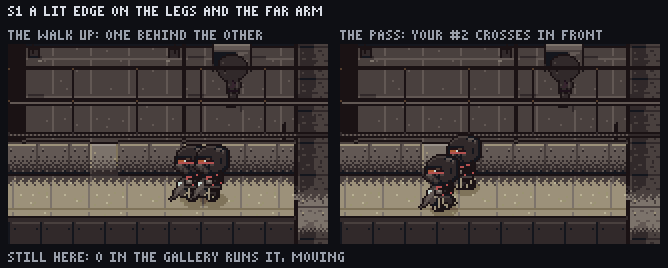 S1 A LIT EDGE ON THE LEGS AND THE FAR ARM
THE WALK UP: ONE BEHIND THE OTHER
THE PASS: YOUR #2 CROSSES IN FRONT
STILL HERE: O IN THE GALLERY RUNS IT, MOVING